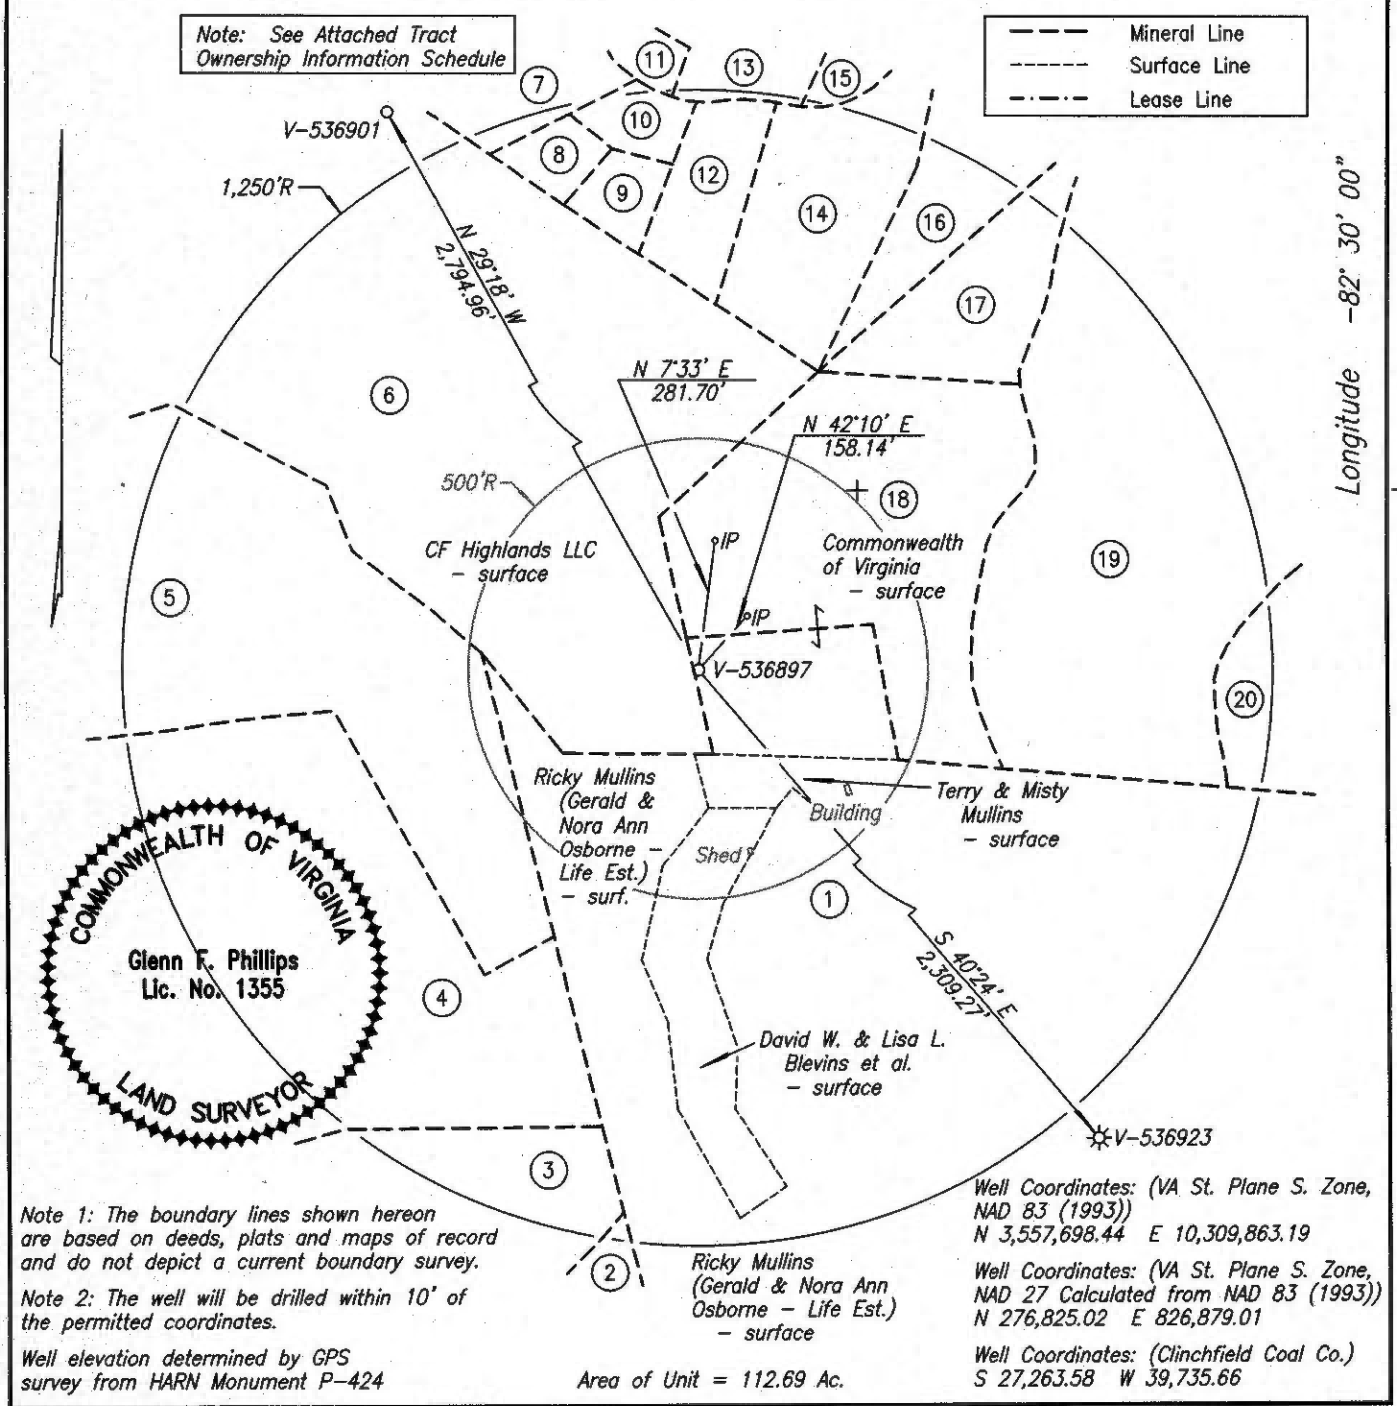 Note: See Attached Tract
Ownership Information Schedule
Mineral Line
Surface Line
Lease Line
11
13
15
7
10
V-536901
8
12
9
1,250'R
14
16
N 29°18' W
2,794.96'
17
Longitude -82° 30' 00"
N 7°33' E
281.70'
6
N 42°10' E
158.14'
500'R
18
IP
CF Highlands LLC
- surface
Commonwealth
of Virginia
- surface
19
5
IP
V-536897
20
Ricky Mullins
(Gerald &
Nora Ann
Osborne -
Life Est.)
- surf.
Terry & Misty
Mullins
- surface
Building
Shed
1
COMMONWEALTH OF VIRGINIA
Glenn F. Phillips
Lic. No. 1355
LAND SURVEYOR
S 40°24' E
2,309.27'
4
David W. & Lisa L.
Blevins et al.
- surface
V-536923
3
2
Note 1: The boundary lines shown hereon
are based on deeds, plats and maps of record
and do not depict a current boundary survey.
Note 2: The well will be drilled within 10' of
the permitted coordinates.
Well elevation determined by GPS
survey from HARN Monument P-424
Ricky Mullins
(Gerald & Nora Ann
Osborne - Life Est.)
- surface
Area of Unit = 112.69 Ac.
Well Coordinates: (VA St. Plane S. Zone,
NAD 83 (1993))
N 3,557,698.44 E 10,309,863.19
Well Coordinates: (VA St. Plane S. Zone,
NAD 27 Calculated from NAD 83 (1993))
N 276,825.02 E 826,879.01
Well Coordinates: (Clinchfield Coal Co.)
S 27,263.58 W 39,735.66